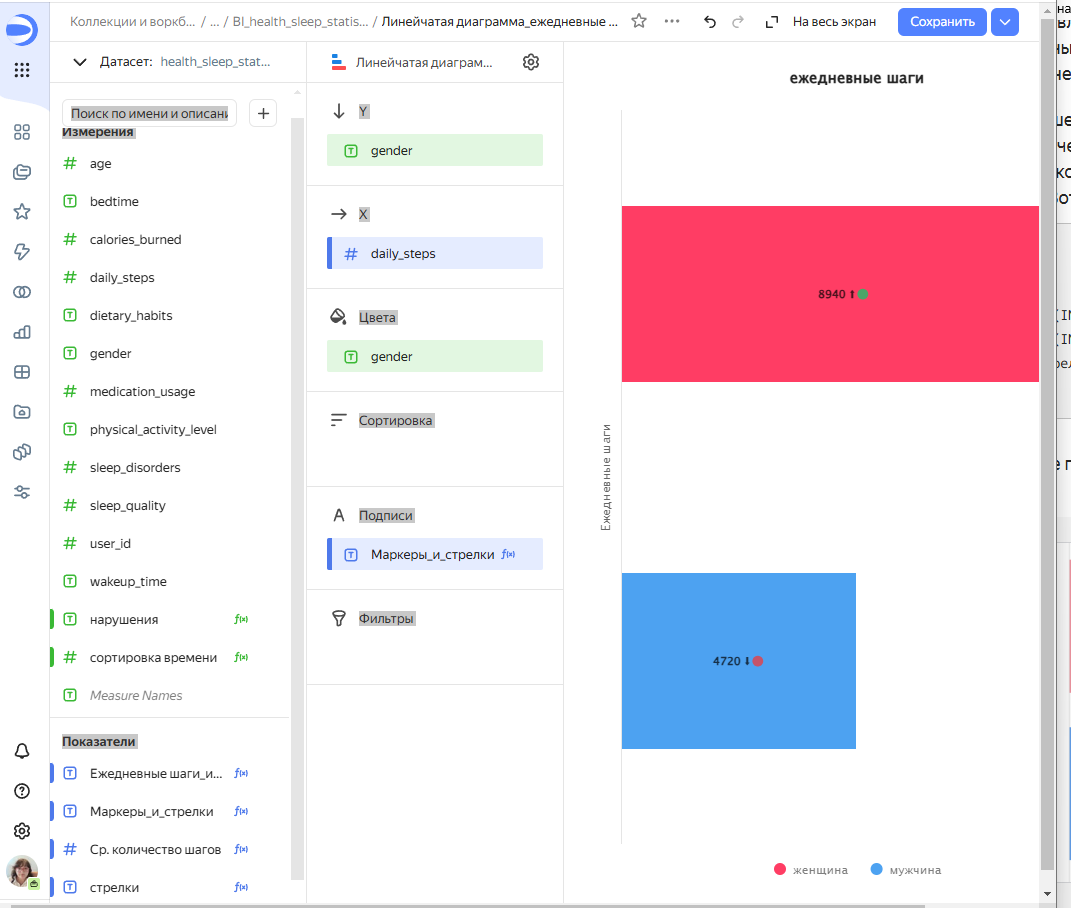 Коллекции и воркб... / ... / BI_health_sleep_statis... / Линейчатая диаграмма_ежедневные ... На весь экран Сохранить
Датасет: health_sleep_stat...
Поиск по имени и описани
Измерения
age
bedtime
calories_burned
daily_steps
dietary_habits
gender
medication_usage
physical_activity_level
sleep_disorders
sleep_quality
user_id
wakeup_time
нарушения
сортировка времени
Measure Names
Показатели
Ежедневные шаги_и...
Маркеры_и_стрелки
Ср. количество шагов
стрелки
Линейчатая диаграм...
Y
gender
X
daily_steps
Цвета
gender
Сортировка
Подписи
Маркеры_и_стрелки
Фильтры
ежедневные шаги
Ежедневные шаги
8940 ⬆
4720 ⬇
женщина мужчина